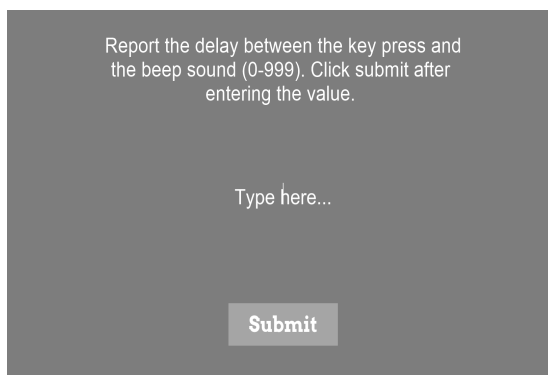 Report the delay between the key press and
the beep sound (0-999). Click submit after
entering the value.
Type here...
Submit